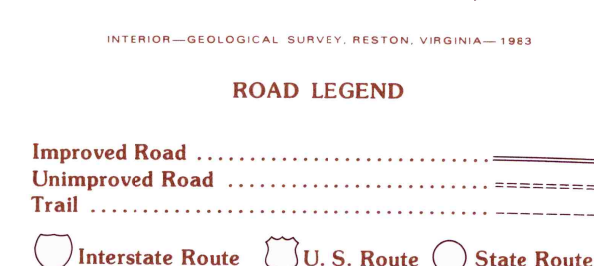 INTERIOR—GEOLOGICAL SURVEY, RESTON, VIRGINIA—1983
ROAD LEGEND
Improved Road
Unimproved Road
Trail
Interstate Route U. S. Route State Route